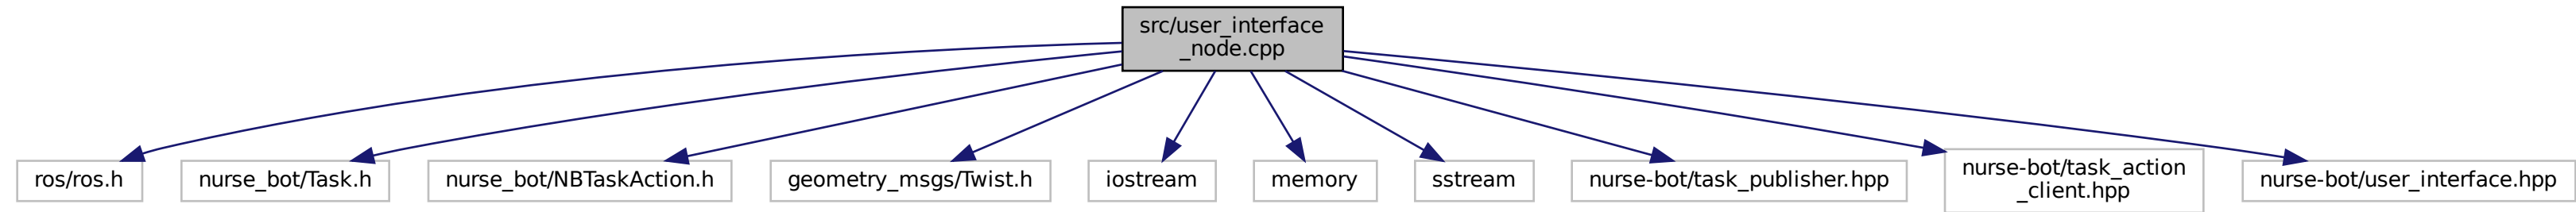 src/user_interface
_node.cpp
ros/ros.h
nurse_bot/Task.h
nurse_bot/NBTaskAction.h
geometry_msgs/Twist.h
iostream
memory
sstream
nurse-bot/task_publisher.hpp
nurse-bot/task_action
_client.hpp
nurse-bot/user_interface.hpp